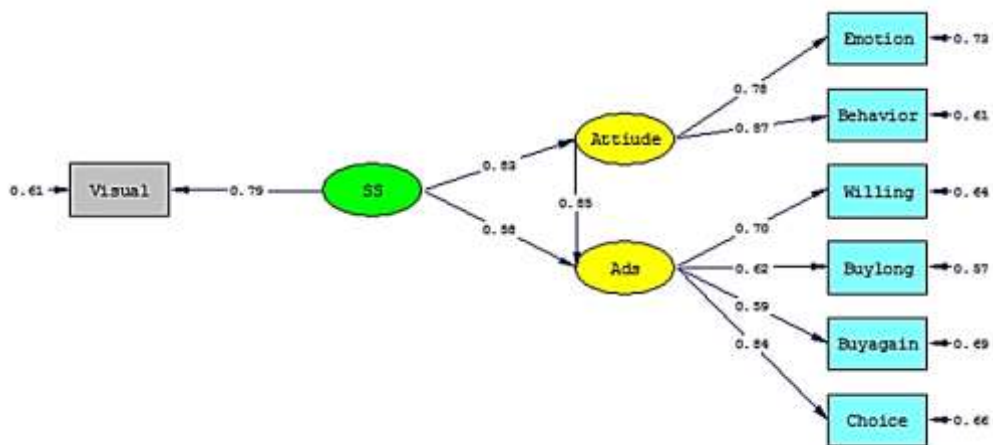 Emotion
0.73
0.78
Attiude
Behavior
0.61
0.87
0.83
0.61
Visual
0.79
SS
0.85
Willing
0.64
0.70
0.58
Ads
0.62
Buylong
0.57
0.59
Buyagain
0.69
0.84
Choice
0.66